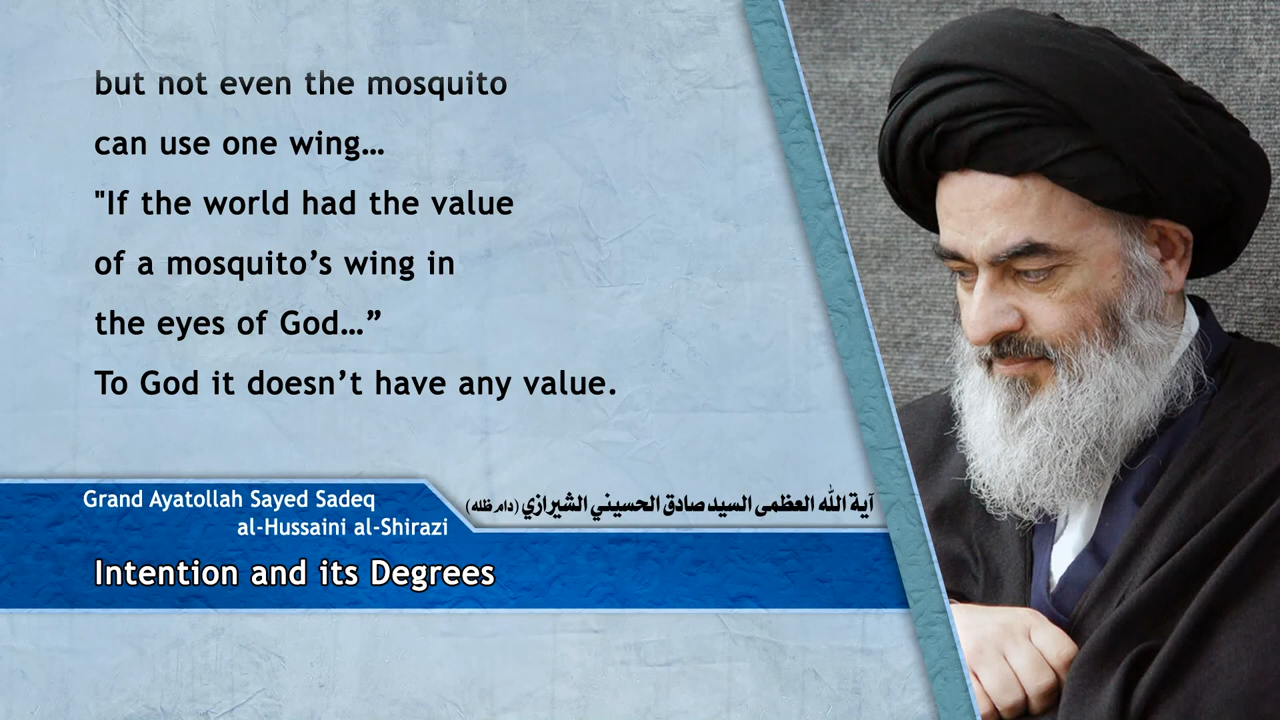 but not even the mosquito
can use one wing…
"If the world had the value
of a mosquito’s wing in
the eyes of God…”
To God it doesn’t have any value.
Grand Ayatollah Sayed Sadeq
al-Hussaini al-Shirazi
آية الله العظمى السيد صادق الحسيني الشيرازي (دام ظله)
Intention and its Degrees